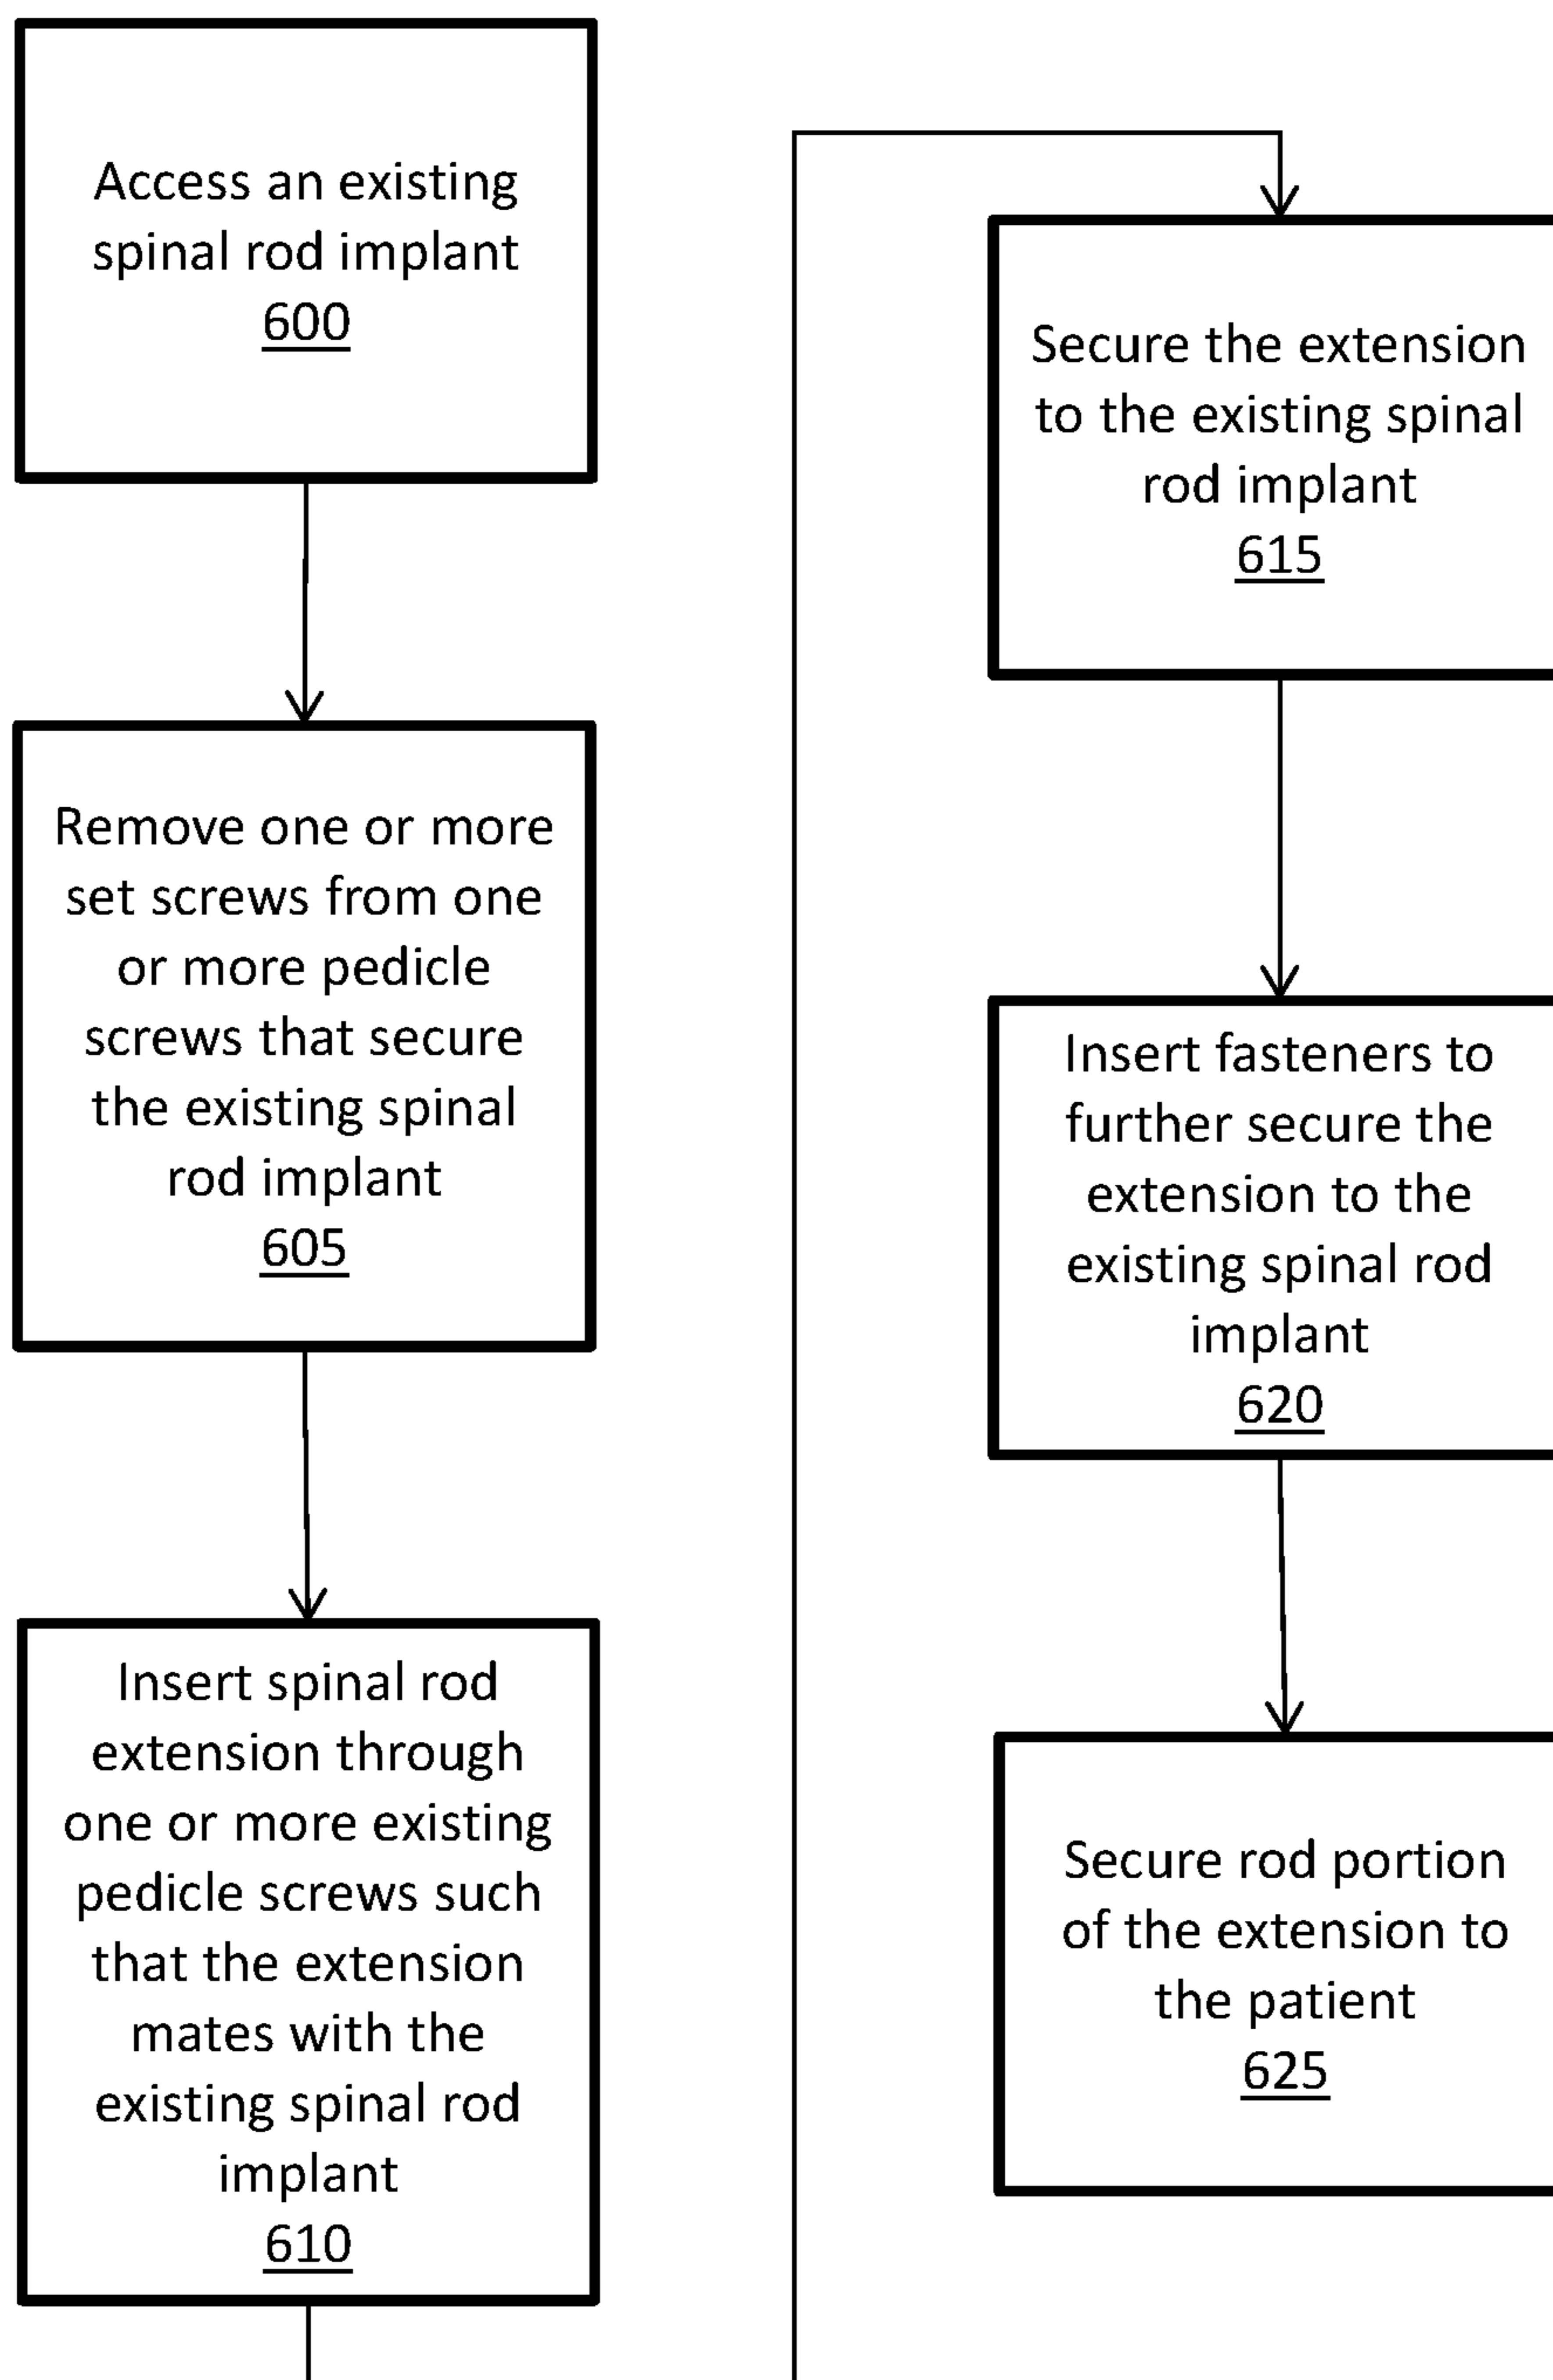 Access an existing
spinal rod implant
600
Remove one or more
set screws from one
or more pedicle
screws that secure
the existing spinal
rod implant
605
Insert spinal rod
extension through
one or more existing
pedicle screws such
that the extension
mates with the
existing spinal rod
implant
610
Secure the extension
to the existing spinal
rod implant
615
Insert fasteners to
further secure the
extension to the
existing spinal rod
implant
620
Secure rod portion
of the extension to
the patient
625